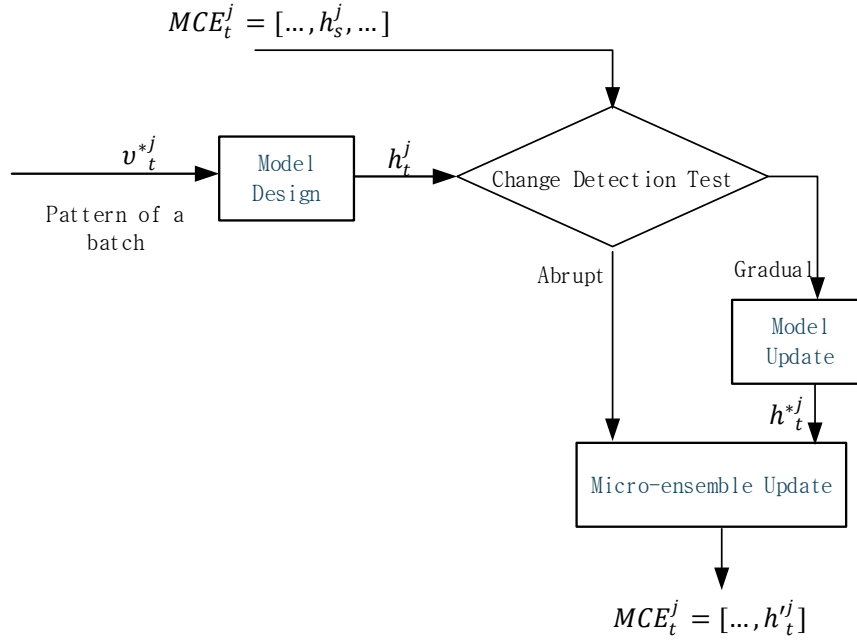 MCE_t^j = [… , h_s^j, … ]
υ*_t^j
Model
Design
h_t^j
Change Detection Test
Pattern of a
batch
Abrupt
Gradual
Model
Update
h*_t^j
Micro-ensemble Update
MCE_t^j = [… , h′_t^j]